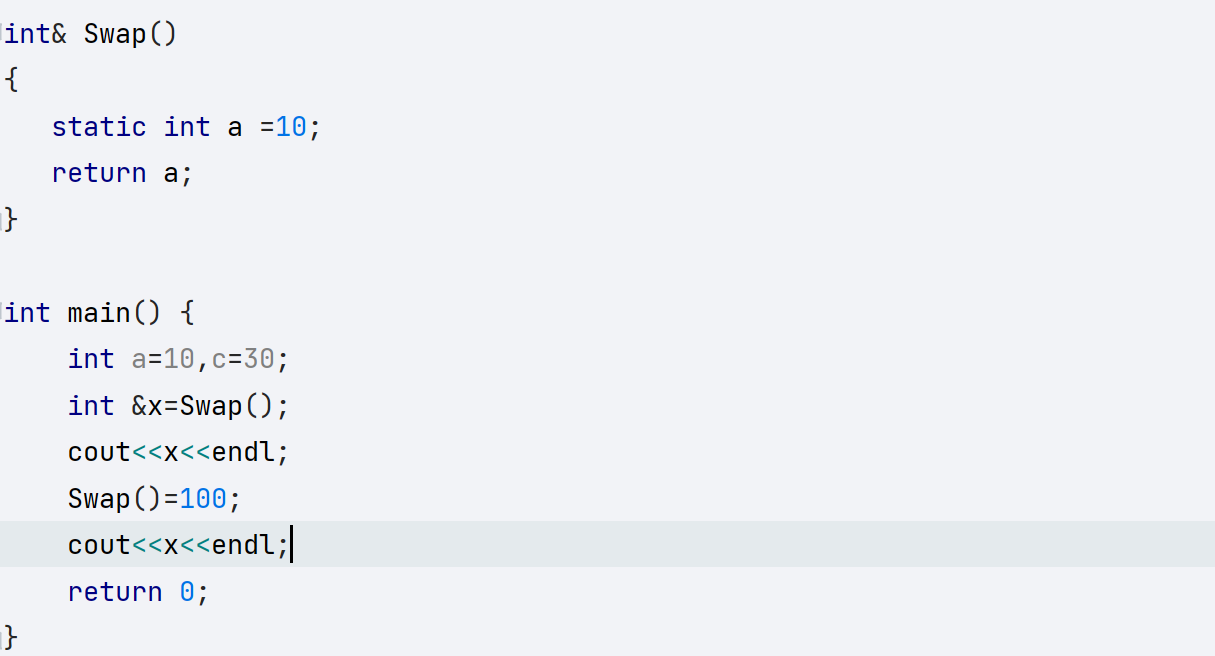 int& Swap()
{
static int a =10;
return a;
}
int main() {
int a=10,c=30;
int &x=Swap();
cout<<x<<endl;
Swap()=100;
cout<<x<<endl;
return 0;
}